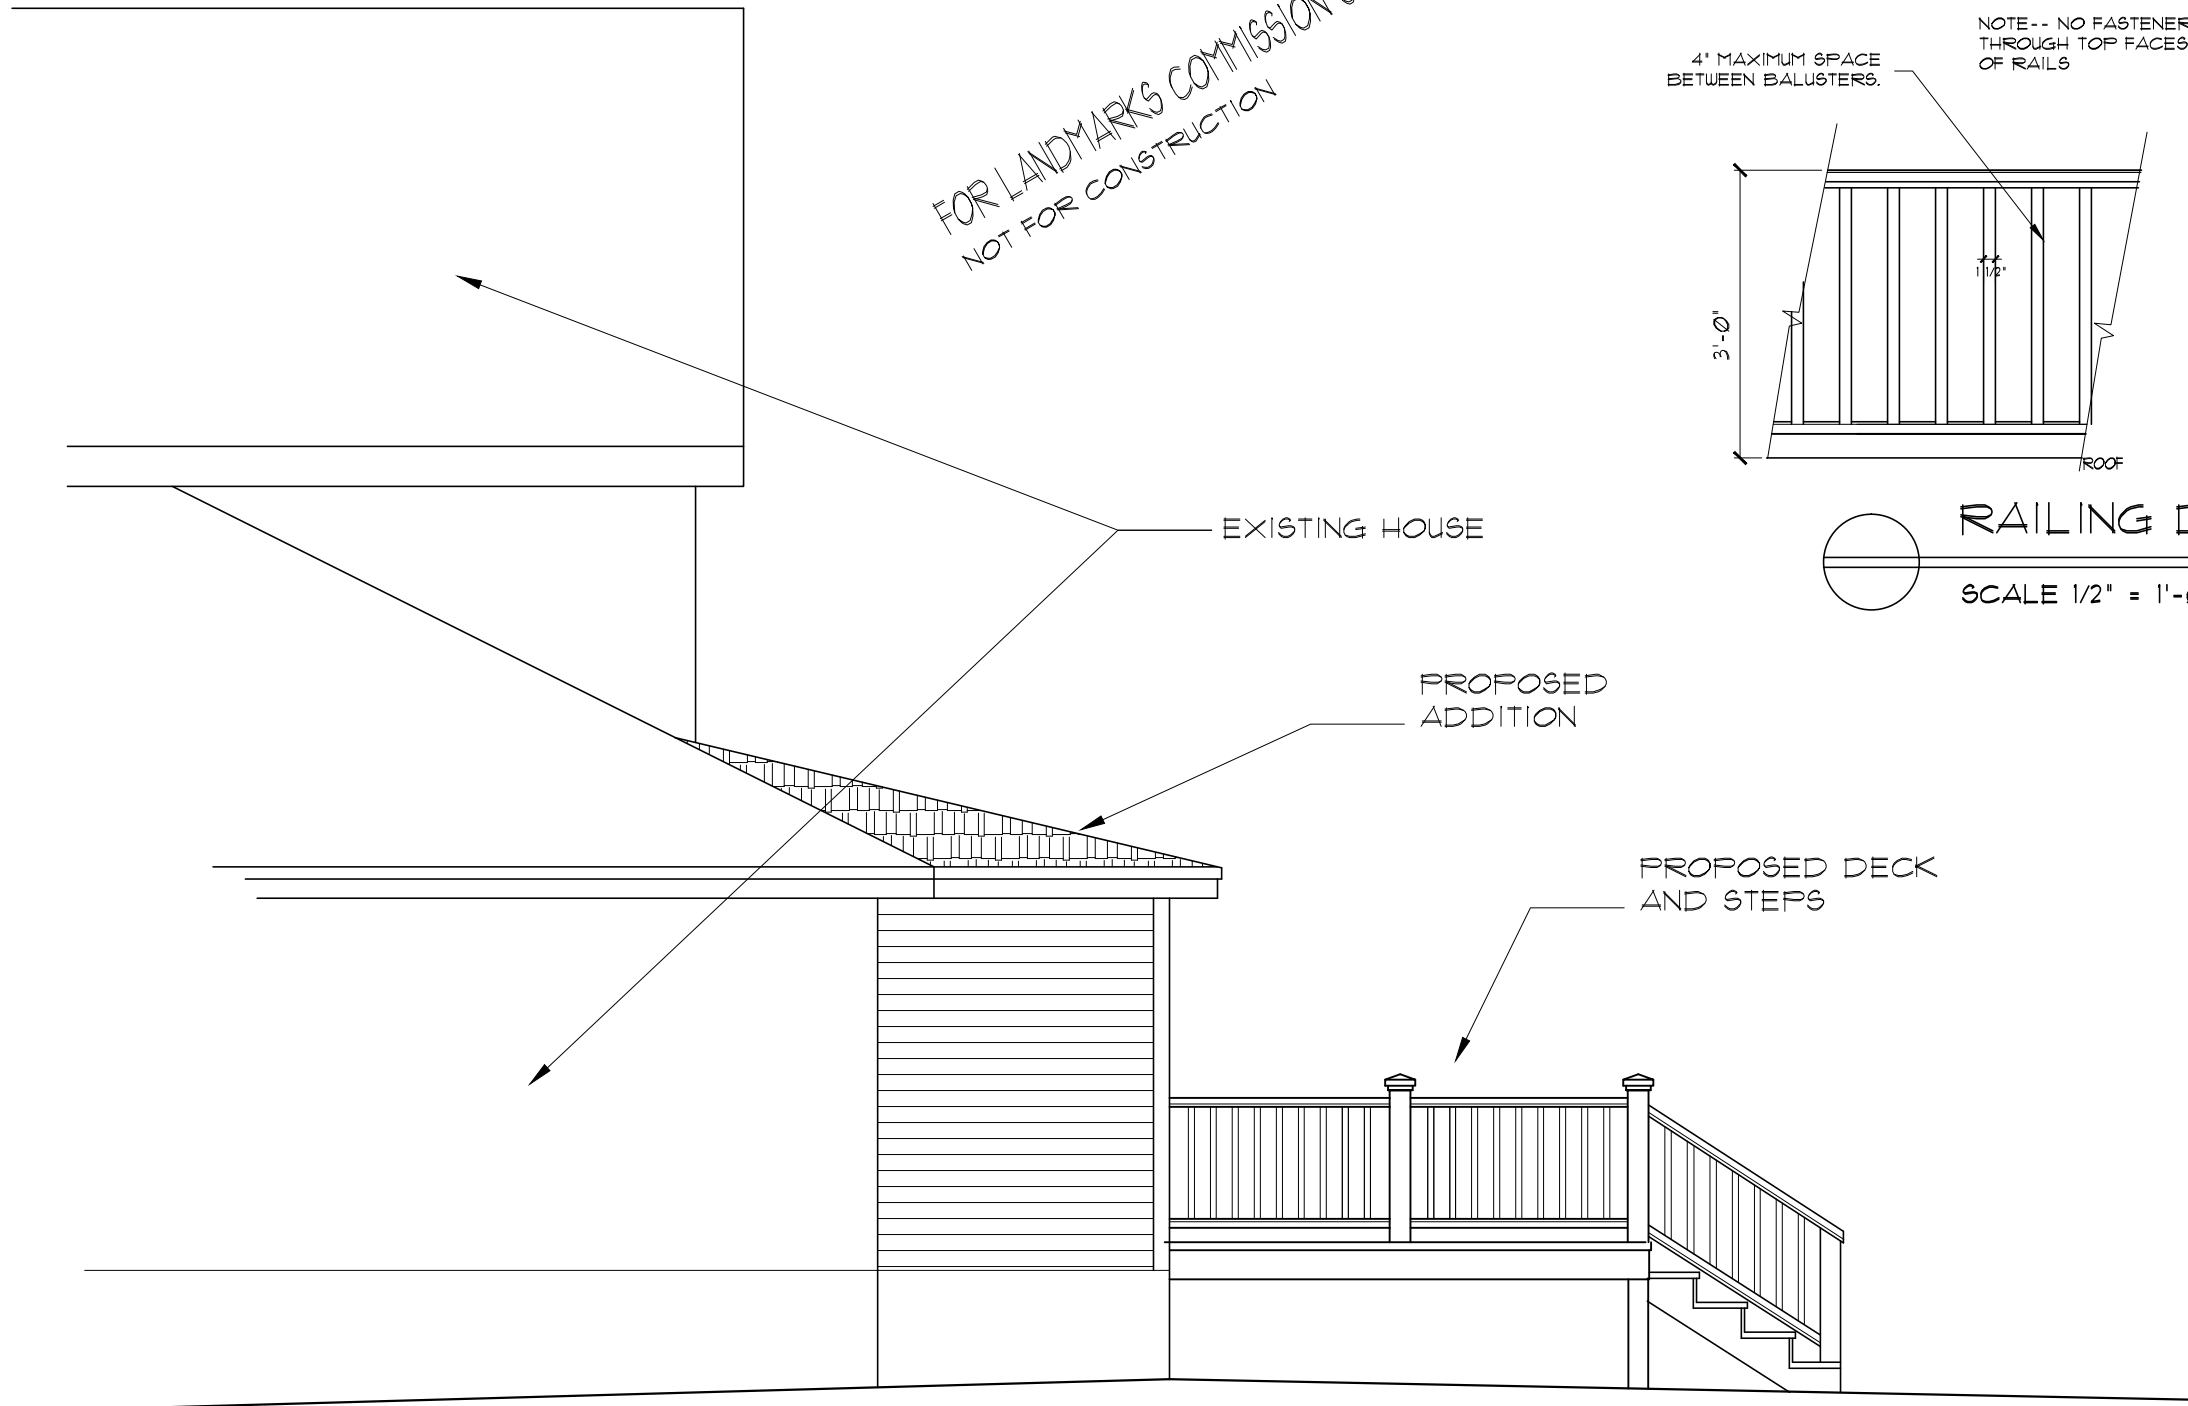 FOR LANDMARKS COMMISSION
NOT FOR CONSTRUCTION
NOTE-- NO FASTENER
THROUGH TOP FACES
OF RAILS
4" MAXIMUM SPACE
BETWEEN BALUSTERS.
1 1/2"
3'-0"
ROOF
RAILING
SCALE 1/2" = 1'-
EXISTING HOUSE
PROPOSED
ADDITION
PROPOSED DECK
AND STEPS